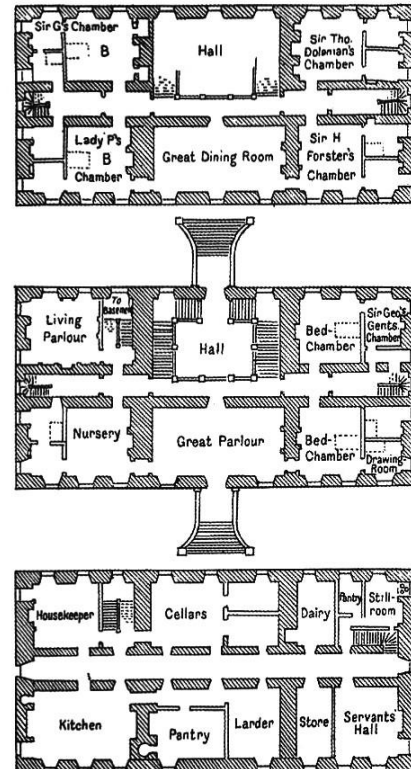 Sir G's Chamber
B
Hall
Sir Tho.
Dolman's
Chamber
Lady P's
B
Chamber
Great Dining Room
Sir H
Forster's
Chamber
Living
Parlour
To
Basement
Hall
Bed-
Chamber
Sir Geo's
Gents.
Chamber
Nursery
Great Parlour
Bed-
Chamber
Drawing
Room
Housekeeper
Cellars
Dairy
Pantry
Still-
room
Kitchen
Pantry
Larder
Store
Servants
Hall